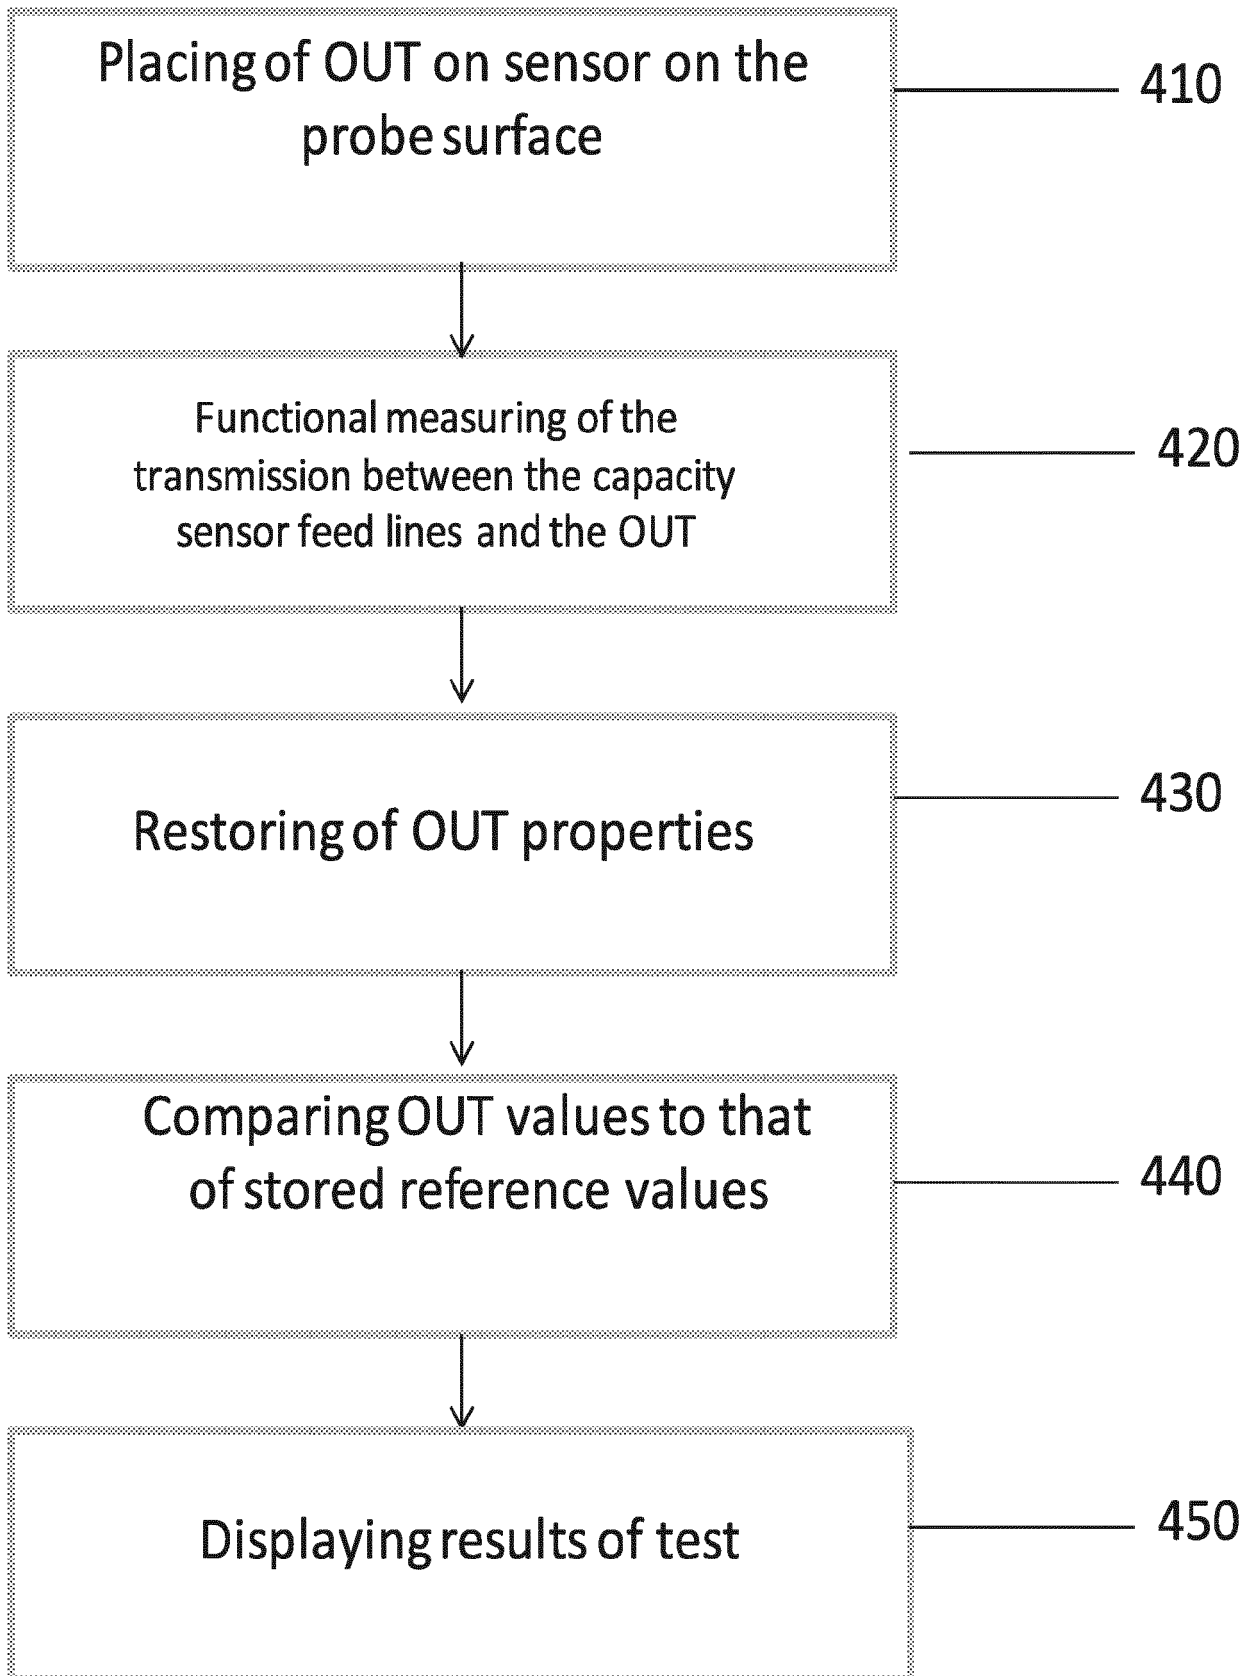 Placing of OUT on sensor on the
probe surface
410
Functional measuring of the
transmission between the capacity
sensor feed lines and the OUT
420
Restoring of OUT properties
430
Comparing OUT values to that
of stored reference values
440
Displaying results of test
450